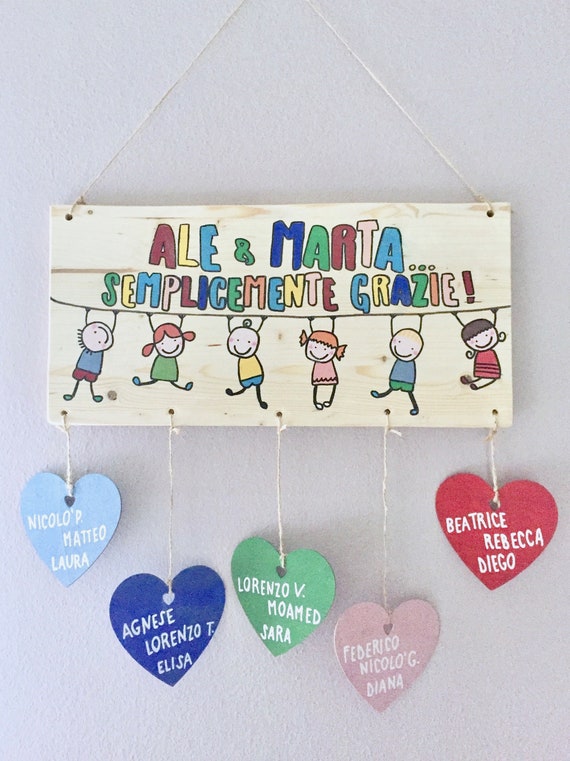 ALE & MARTA...
SEMPLICEMENTE GRAZIE!
NICOLO' P.
MATTEO
LAURA
AGNESE
LORENZO T.
ELISA
LORENZO V.
MOAMED
SARA
FEDERICO
NICOLO' G.
DIANA
BEATRICE
REBECCA
DIEGO